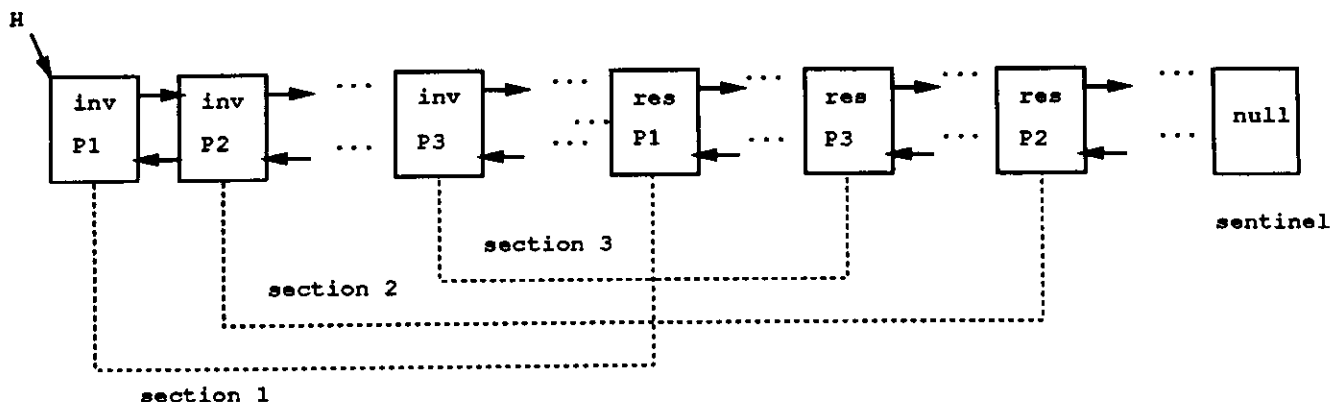 H
inv
P1
inv
P2
...
...
inv
P3
...
...
...
res
P1
...
...
res
P3
...
...
res
P2
...
...
null
sentinel
section 3
section 2
section 1